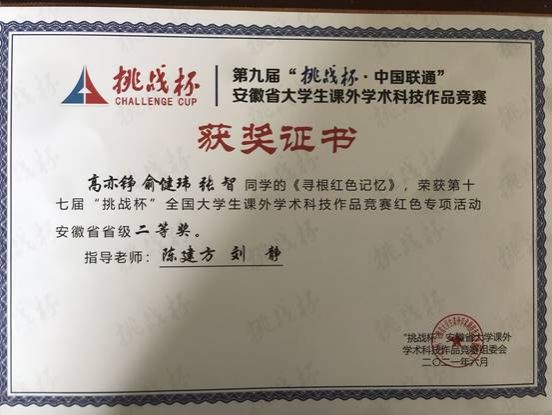 挑战杯
CHALLENGE CUP
第九届“挑战杯·中国联通”
安徽省大学生课外学术科技作品竞赛
获奖证书
高亦铮 俞健玮 张智 同学的《寻根红色记忆》，荣获第十
七届“挑战杯”全国大学生课外学术科技作品竞赛红色专项活动
安徽省省级二等奖。
指导老师：陈建方 刘静
“挑战杯”安徽省大学课外
学术科技作品竞赛组委会
二〇二一年六月